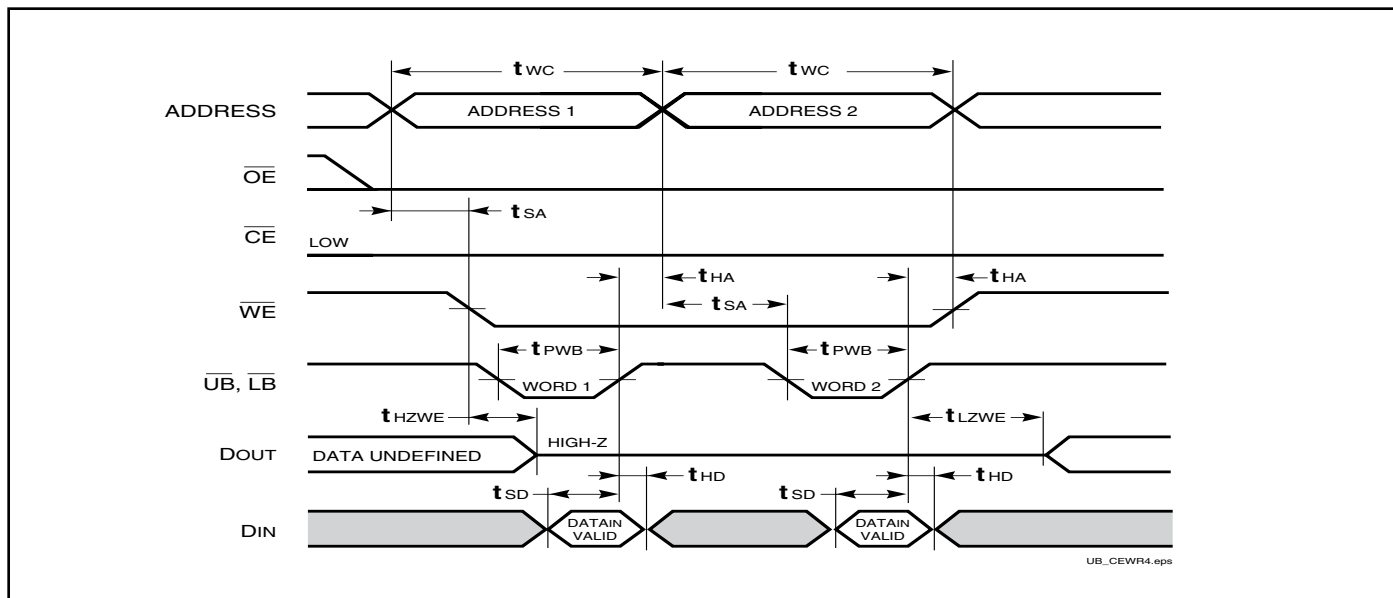 tWC tWC
ADDRESS ADDRESS 1 ADDRESS 2
OE
tSA
CE LOW
tHA tHA
WE tSA
tPWB tPWB
UB, LB WORD 1 WORD 2
tHZWE tLZWE
DOUT DATA UNDEFINED HIGH-Z
tHD tHD
tSD tSD
DIN DATAIN VALID DATAIN VALID
UB_CEWR4.eps